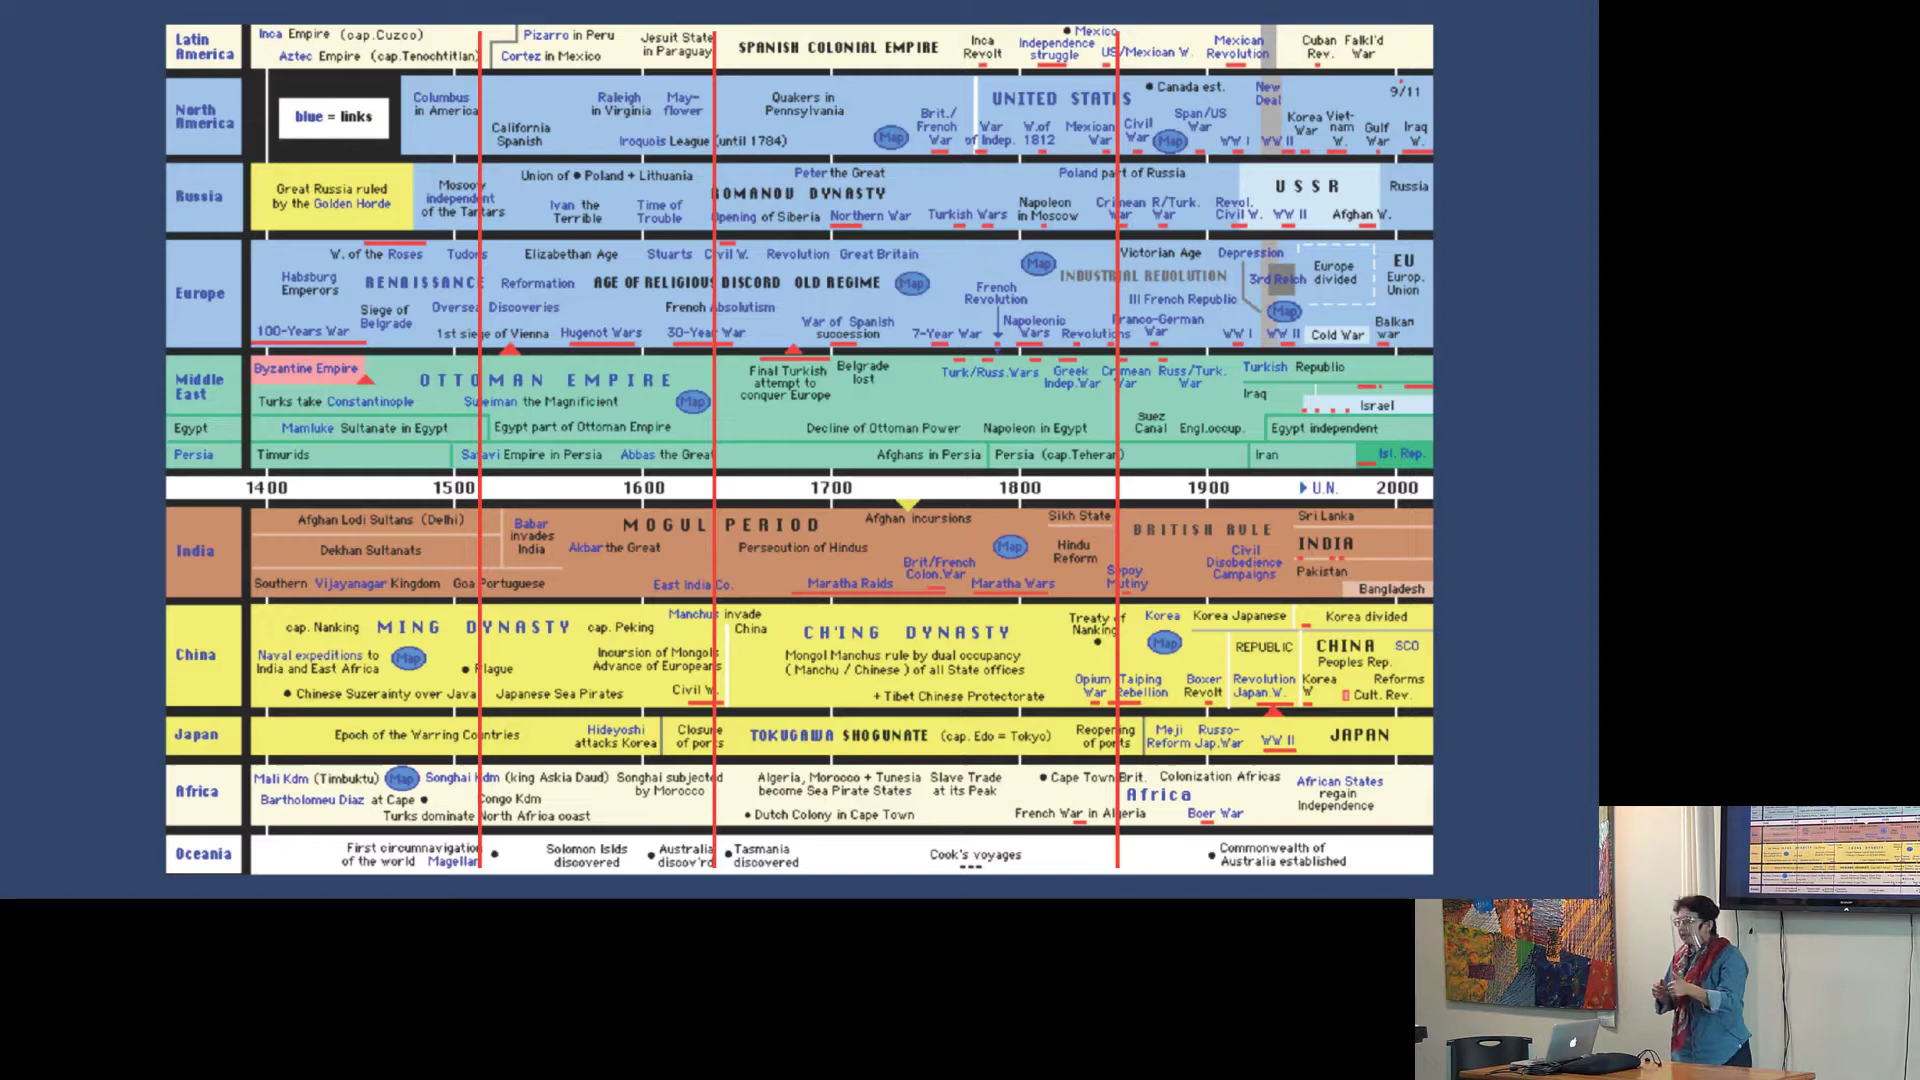 Latin
America
Inca Empire (cap.Cuzco)
Aztec Empire (cap.Tenochtitlan)
Pizarro in Peru
Cortez in Mexico
Jesuit State
in Paraguay
SPANISH COLONIAL EMPIRE
Inca
Revolt
Mexico
Independence
struggle
US/Mexican W.
Mexican
Revolution
Cuban
Rev.
Falkl'd
War
North
America
blue = links
Columbus
in America
California
Spanish
Raleigh
in Virginia
May-
flower
Iroquois League (until 1784)
Quakers in
Pennsylvania
Map
Brit./
French
War
UNITED STATES
War
of Indep.
W.of
1812
Mexican
War
Civil
War
Canada est.
Map
Span/US
War
WW I
New
Deal
WW II
Korea
War
Viet-
nam
W.
Gulf
War
9/11
Iraq
W.
Russia
Great Russia ruled
by the Golden Horde
Moscow
independent
of the Tartars
Union of • Poland + Lithuania
Ivan the
Terrible
Time of
Trouble
ROMANOV DYNASTY
Opening of Siberia
Peter the Great
Northern War
Turkish Wars
Napoleon
in Moscow
Poland part of Russia
Crimean
War
R/Turk.
War
Revol.
Civil W.
USSR
WW II
Afghan W.
Russia
Europe
W. of the Roses
Tudors
Elizabethan Age
Stuarts
Civil W.
Revolution
Great Britain
Habsburg
Emperors
RENAISSANCE
Reformation
AGE OF RELIGIOUS DISCORD
OLD REGIME
Map
Siege of
Belgrade
Oversea Discoveries
French Absolutism
100-Years War
1st siege of Vienna
Hugenot Wars
30-Year War
War of Spanish
succession
7-Year War
French
Revolution
Map
Napoleonic
Wars
INDUSTRIAL REVOLUTION
Victorian Age
III French Republic
Revolutions
Franco-German
War
Depression
3rd Reich
Map
WW I
WW II
Europe
divided
Cold War
EU
Europ.
Union
Balkan
war
Middle
East
Byzantine Empire
OTTOMAN EMPIRE
Turks take Constantinople
Suleiman the Magnificient
Map
Final Turkish
attempt to
conquer Europe
Belgrade
lost
Turk/Russ.Wars
Greek
Indep.War
Crimean
War
Russ/Turk.
War
Turkish Republic
Iraq
Israel
Egypt
Mamluke Sultanate in Egypt
Egypt part of Ottoman Empire
Decline of Ottoman Power
Napoleon in Egypt
Suez
Canal
Engl.occup.
Egypt independent
Persia
Timurids
Safavi Empire in Persia
Abbas the Great
Afghans in Persia
Persia (cap.Teheran)
Iran
Isl. Rep.
1400 1500 1600 1700 1800 1900 U.N. 2000
India
Afghan Lodi Sultans (Delhi)
Dekhan Sultanats
Southern Vijayanagar Kingdom
Goa Portuguese
Babar
invades
India
MOGUL PERIOD
Akbar the Great
Persecution of Hindus
East India Co.
Maratha Raids
Afghan incursions
Brit/French
Colon.War
Map
Maratha Wars
Sikh State
Hindu
Reform
Sepoy
Mutiny
BRITISH RULE
Civil
Disobedience
Campaigns
Sri Lanka
INDIA
Pakistan
Bangladesh
China
cap. Nanking
MING DYNASTY
cap. Peking
Manchus invade
China
Naval expeditions to
India and East Africa
Map
Plague
Incursion of Mongols
Advance of Europeans
Chinese Suzerainty over Java
Japanese Sea Pirates
Civil W.
CH'ING DYNASTY
Mongol Manchus rule by dual occupancy
( Manchu / Chinese ) of all State offices
+ Tibet Chinese Protectorate
Treaty of
Nanking
Opium
War
Taiping
Rebellion
Korea
Map
Boxer
Revolt
Korea Japanese
REPUBLIC
Revolution
Japan.W.
Korea divided
CHINA
SCO
Peoples Rep.
Korea
W
Reforms
Cult. Rev.
Japan
Epoch of the Warring Countries
Hideyoshi
attacks Korea
Closure
of ports
TOKUGAWA SHOGUNATE (cap. Edo = Tokyo)
Reopening
of ports
Meji
Reform
Russo-
Jap.War
WW II
JAPAN
Africa
Mali Kdm (Timbuktu)
Map
Songhai Kdm (king Askia Daud)
Songhai subjected
by Morocco
Bartholomeu Diaz at Cape
Congo Kdm
Turks dominate North Africa coast
Algeria, Morocco + Tunesia
become Sea Pirate States
Slave Trade
at its Peak
Dutch Colony in Cape Town
Cape Town Brit.
Colonization Africas
Africa
French War in Algeria
Boer War
African States
regain
Independence
Oceania
First circumnavigation
of the world Magellan
Solomon Islds
discovered
Australia
discov'rd
Tasmania
discovered
Cook's voyages
Commonwealth of
Australia established